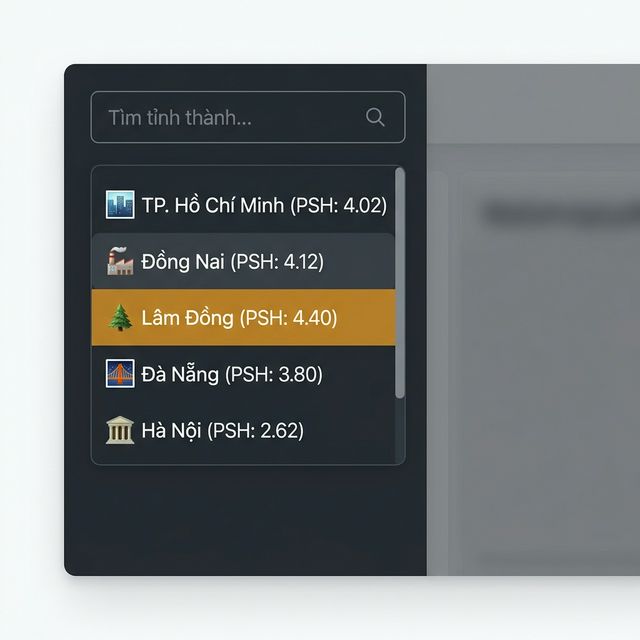 Tìm tỉnh thành...
TP. Hồ Chí Minh (PSH: 4.02)
Đồng Nai (PSH: 4.12)
Lâm Đồng (PSH: 4.40)
Đà Nẵng (PSH: 3.80)
Hà Nội (PSH: 2.62)